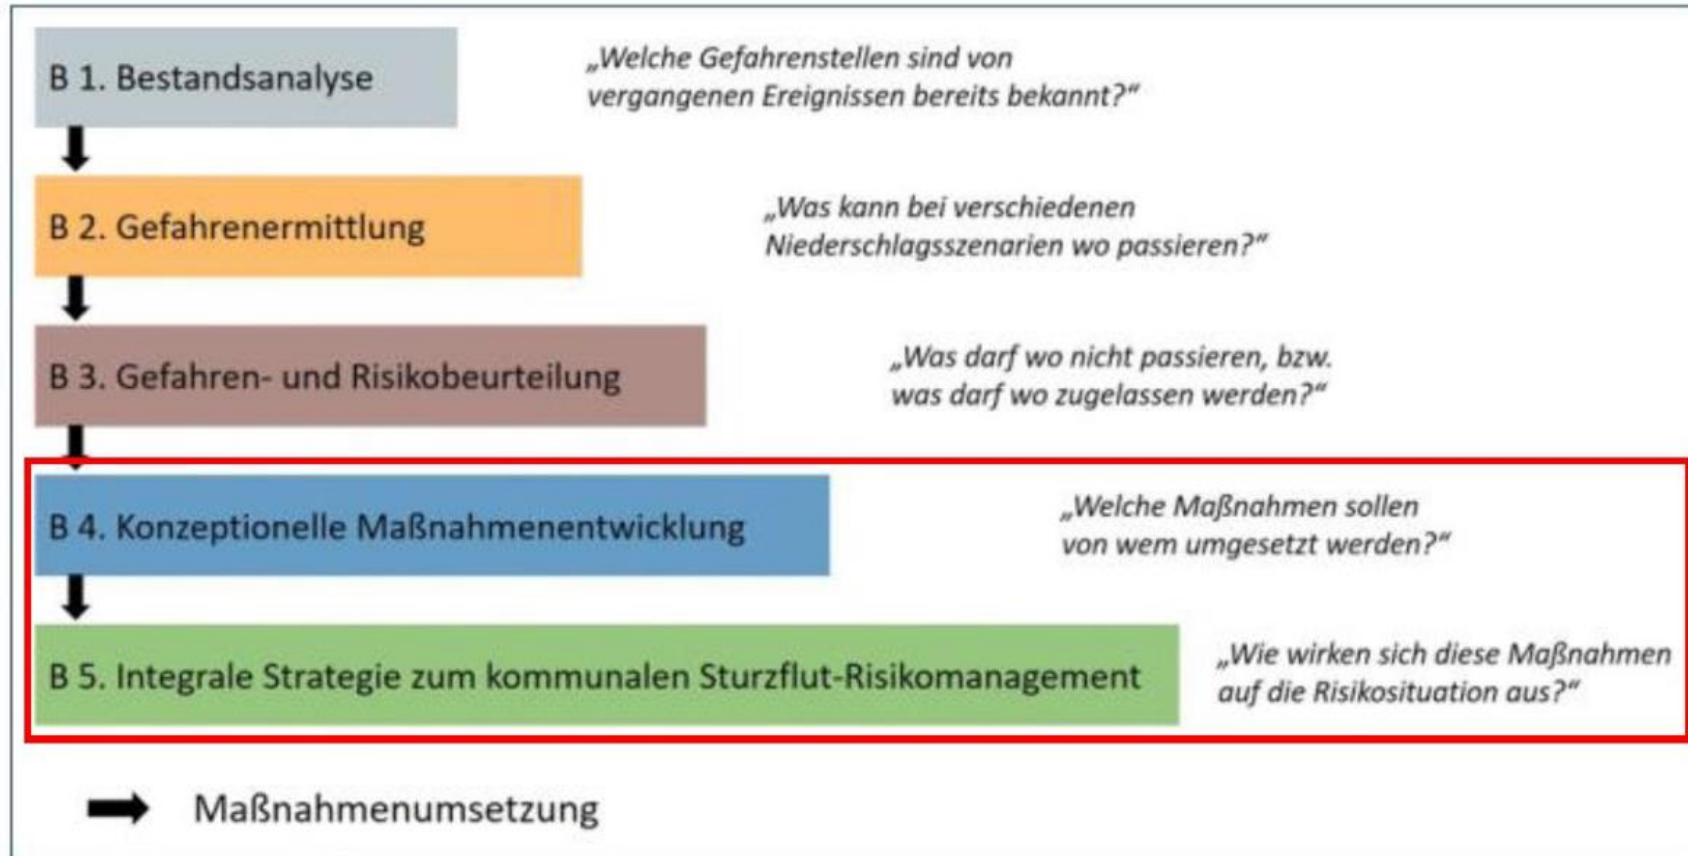 B 1. Bestandsanalyse
„Welche Gefahrenstellen sind von
vergangenen Ereignissen bereits bekannt?“
B 2. Gefahrenermittlung
„Was kann bei verschiedenen
Niederschlagsszenarien wo passieren?“
B 3. Gefahren- und Risikobeurteilung
„Was darf wo nicht passieren, bzw.
was darf wo zugelassen werden?“
B 4. Konzeptionelle Maßnahmenentwicklung
„Welche Maßnahmen sollen
von wem umgesetzt werden?“
B 5. Integrale Strategie zum kommunalen Sturzflut-Risikomanagement
„Wie wirken sich diese Maßnahmen
auf die Risikosituation aus?“
Maßnahmenumsetzung